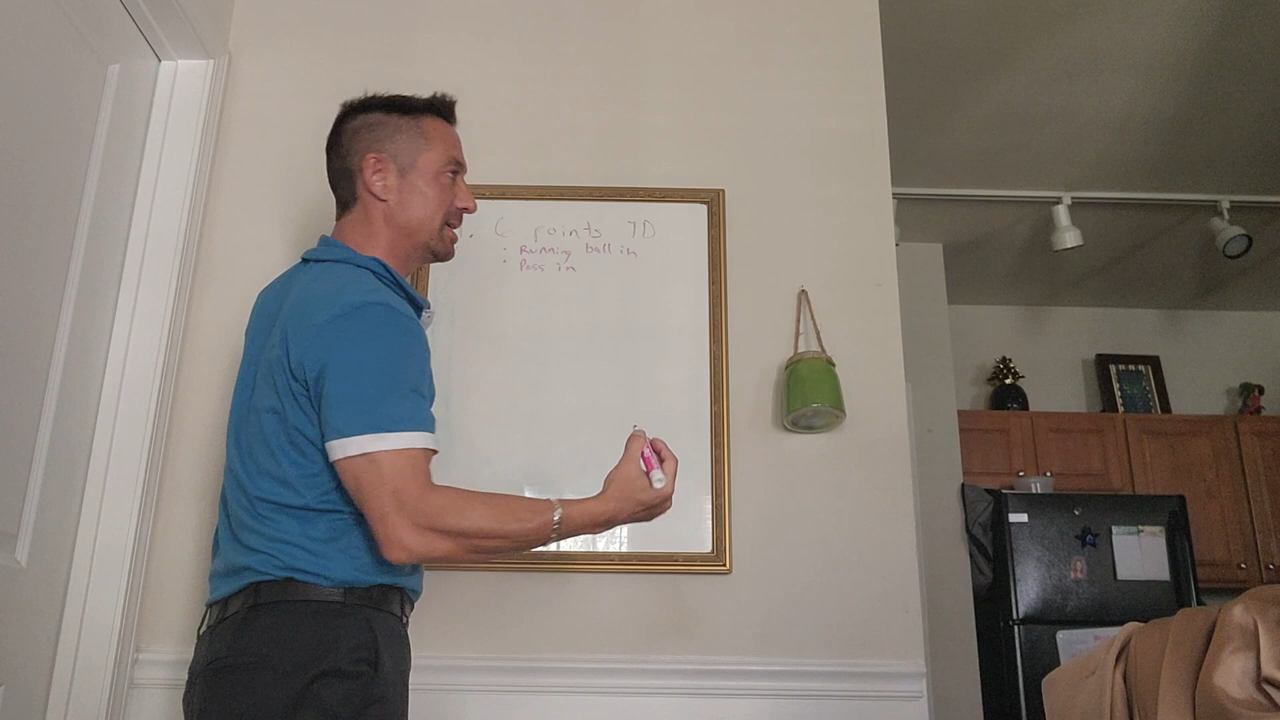 . 6 points TD
: Running ball in
: Pass in